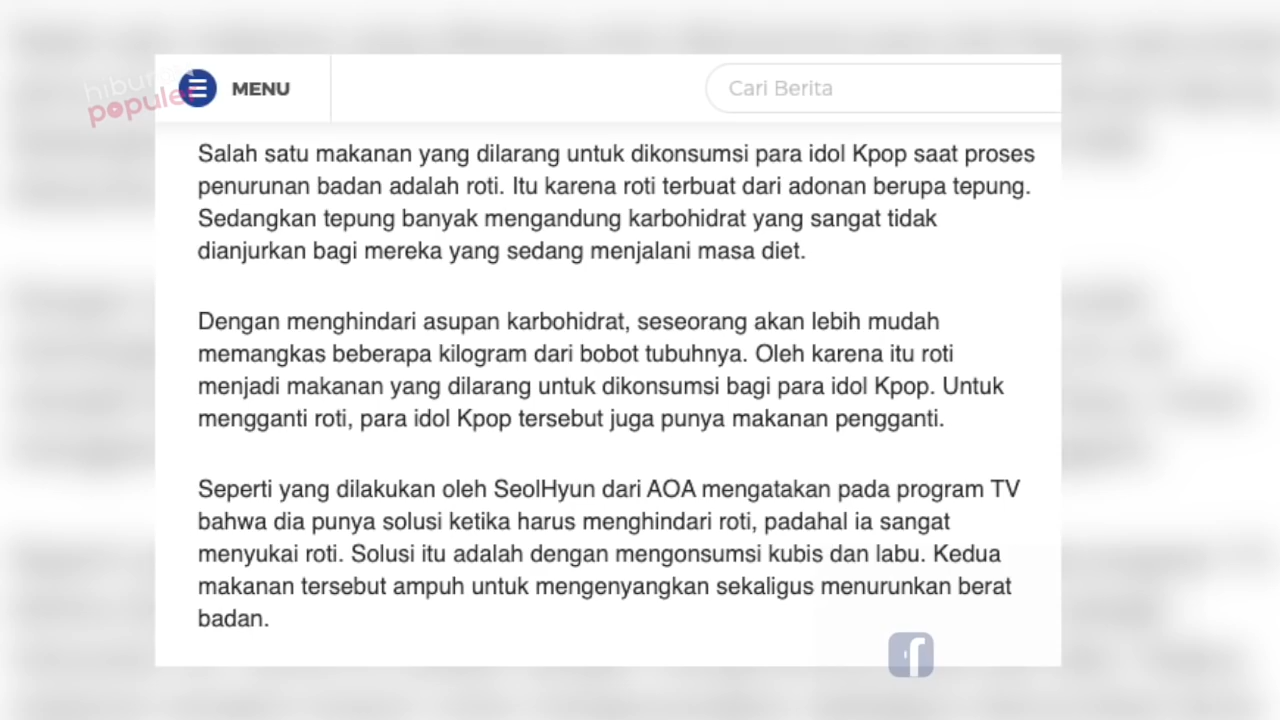 hiburan
populer
MENU
Cari Berita
Salah satu makanan yang dilarang untuk dikonsumsi para idol Kpop saat proses
penurunan badan adalah roti. Itu karena roti terbuat dari adonan berupa tepung.
Sedangkan tepung banyak mengandung karbohidrat yang sangat tidak
dianjurkan bagi mereka yang sedang menjalani masa diet.
Dengan menghindari asupan karbohidrat, seseorang akan lebih mudah
memangkas beberapa kilogram dari bobot tubuhnya. Oleh karena itu roti
menjadi makanan yang dilarang untuk dikonsumsi bagi para idol Kpop. Untuk
mengganti roti, para idol Kpop tersebut juga punya makanan pengganti.
Seperti yang dilakukan oleh SeolHyun dari AOA mengatakan pada program TV
bahwa dia punya solusi ketika harus menghindari roti, padahal ia sangat
menyukai roti. Solusi itu adalah dengan mengonsumsi kubis dan labu. Kedua
makanan tersebut ampuh untuk mengenyangkan sekaligus menurunkan berat
badan.